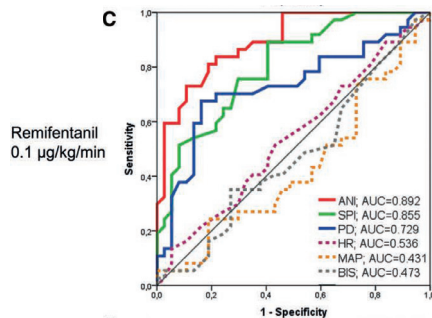 C
Remifentanil
0.1 µg/kg/min
Sensitivity
1,0
0,8
0,6
0,4
0,2
0,0
ANI; AUC=0.892
SPI; AUC=0.855
PD; AUC=0.729
HR; AUC=0.536
MAP; AUC=0.431
BIS; AUC=0.473
0,0 0,2 0,4 0,6 0,8 1,0
1 - Specificity